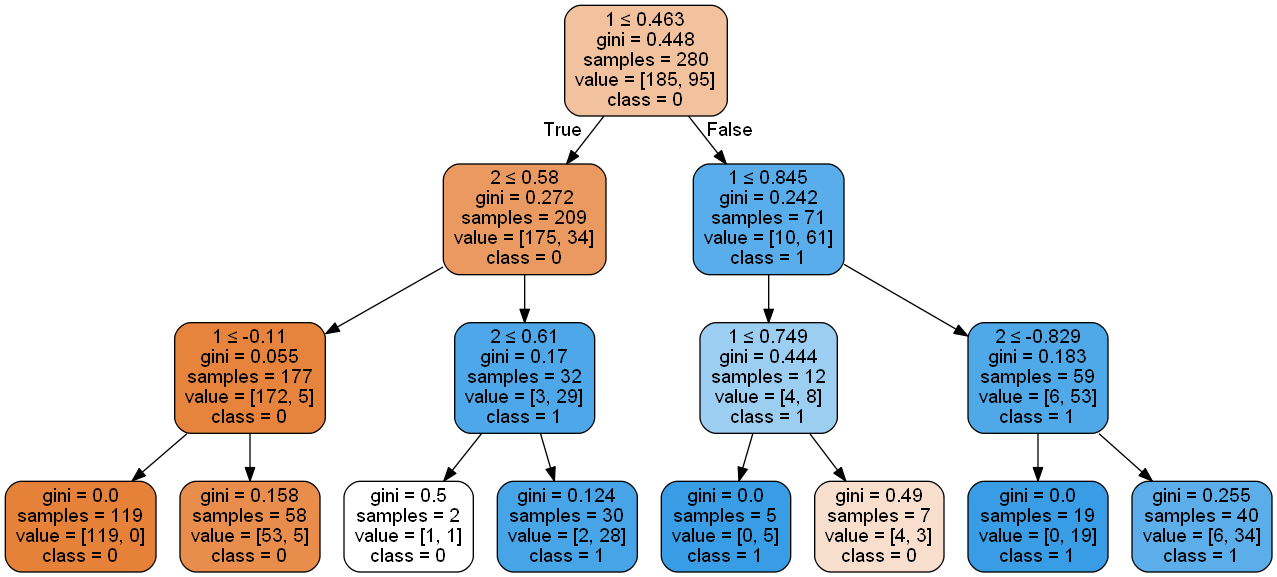 1 ≤ 0.463
gini = 0.448
samples = 280
value = [185, 95]
class = 0
True
False
2 ≤ 0.58
gini = 0.272
samples = 209
value = [175, 34]
class = 0
1 ≤ 0.845
gini = 0.242
samples = 71
value = [10, 61]
class = 1
1 ≤ -0.11
gini = 0.055
samples = 177
value = [172, 5]
class = 0
2 ≤ 0.61
gini = 0.17
samples = 32
value = [3, 29]
class = 1
1 ≤ 0.749
gini = 0.444
samples = 12
value = [4, 8]
class = 1
2 ≤ -0.829
gini = 0.183
samples = 59
value = [6, 53]
class = 1
gini = 0.0
samples = 119
value = [119, 0]
class = 0
gini = 0.158
samples = 58
value = [53, 5]
class = 0
gini = 0.5
samples = 2
value = [1, 1]
class = 0
gini = 0.124
samples = 30
value = [2, 28]
class = 1
gini = 0.0
samples = 5
value = [0, 5]
class = 1
gini = 0.49
samples = 7
value = [4, 3]
class = 0
gini = 0.0
samples = 19
value = [0, 19]
class = 1
gini = 0.255
samples = 40
value = [6, 34]
class = 1